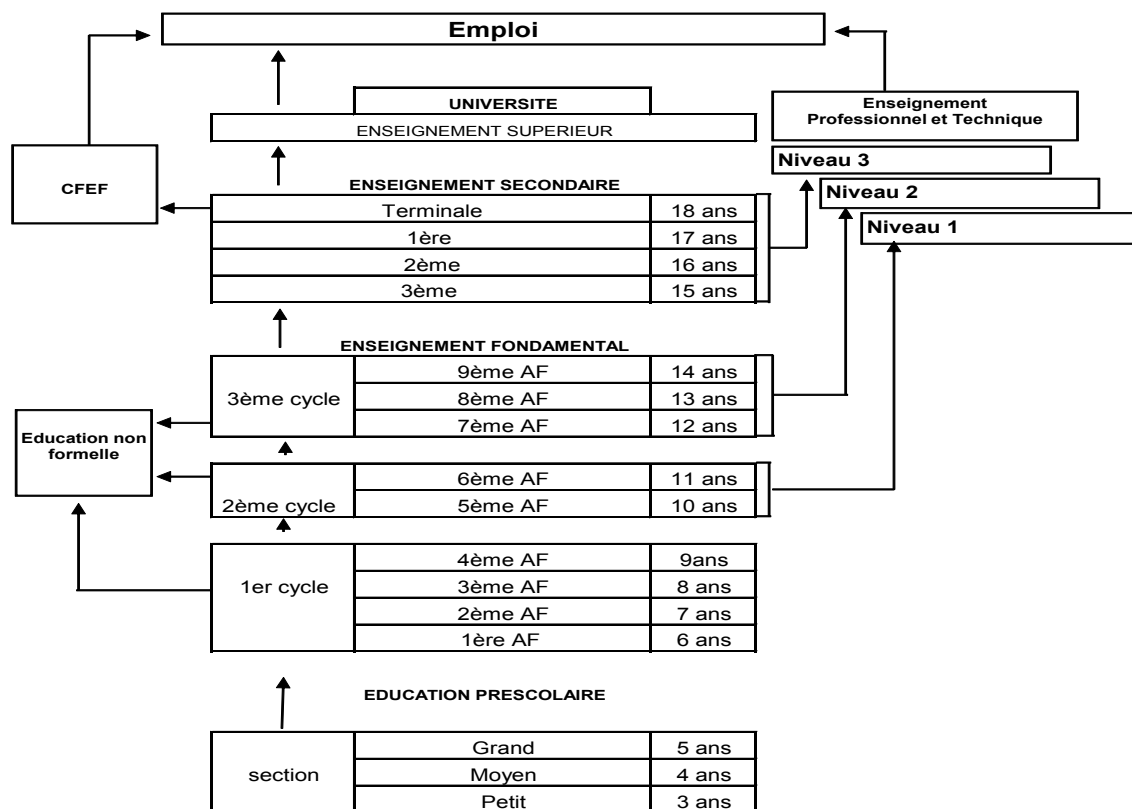 Emploi
UNIVERSITE
ENSEIGNEMENT SUPERIEUR
Enseignement
Professionnel et Technique
Niveau 3
Niveau 2
Niveau 1
CFEF
ENSEIGNEMENT SECONDAIRE
Terminale 18 ans
1ère 17 ans
2ème 16 ans
3ème 15 ans
ENSEIGNEMENT FONDAMENTAL
3ème cycle
9ème AF 14 ans
8ème AF 13 ans
7ème AF 12 ans
Education non
formelle
2ème cycle
6ème AF 11 ans
5ème AF 10 ans
1er cycle
4ème AF 9ans
3ème AF 8 ans
2ème AF 7 ans
1ère AF 6 ans
EDUCATION PRESCOLAIRE
section
Grand 5 ans
Moyen 4 ans
Petit 3 ans